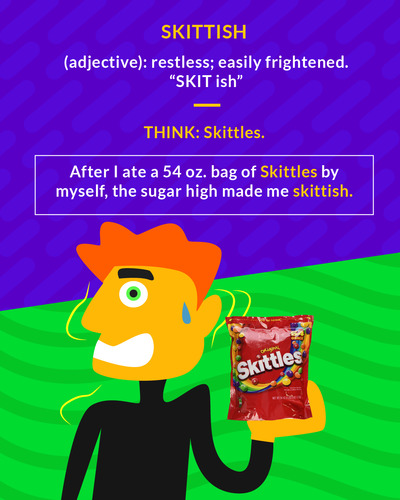 SKITTISH
(adjective): restless; easily frightened.
“SKIT ish”
THINK: Skittles.
After I ate a 54 oz. bag of Skittles by
myself, the sugar high made me skittish.
ORIGINAL
Skittles